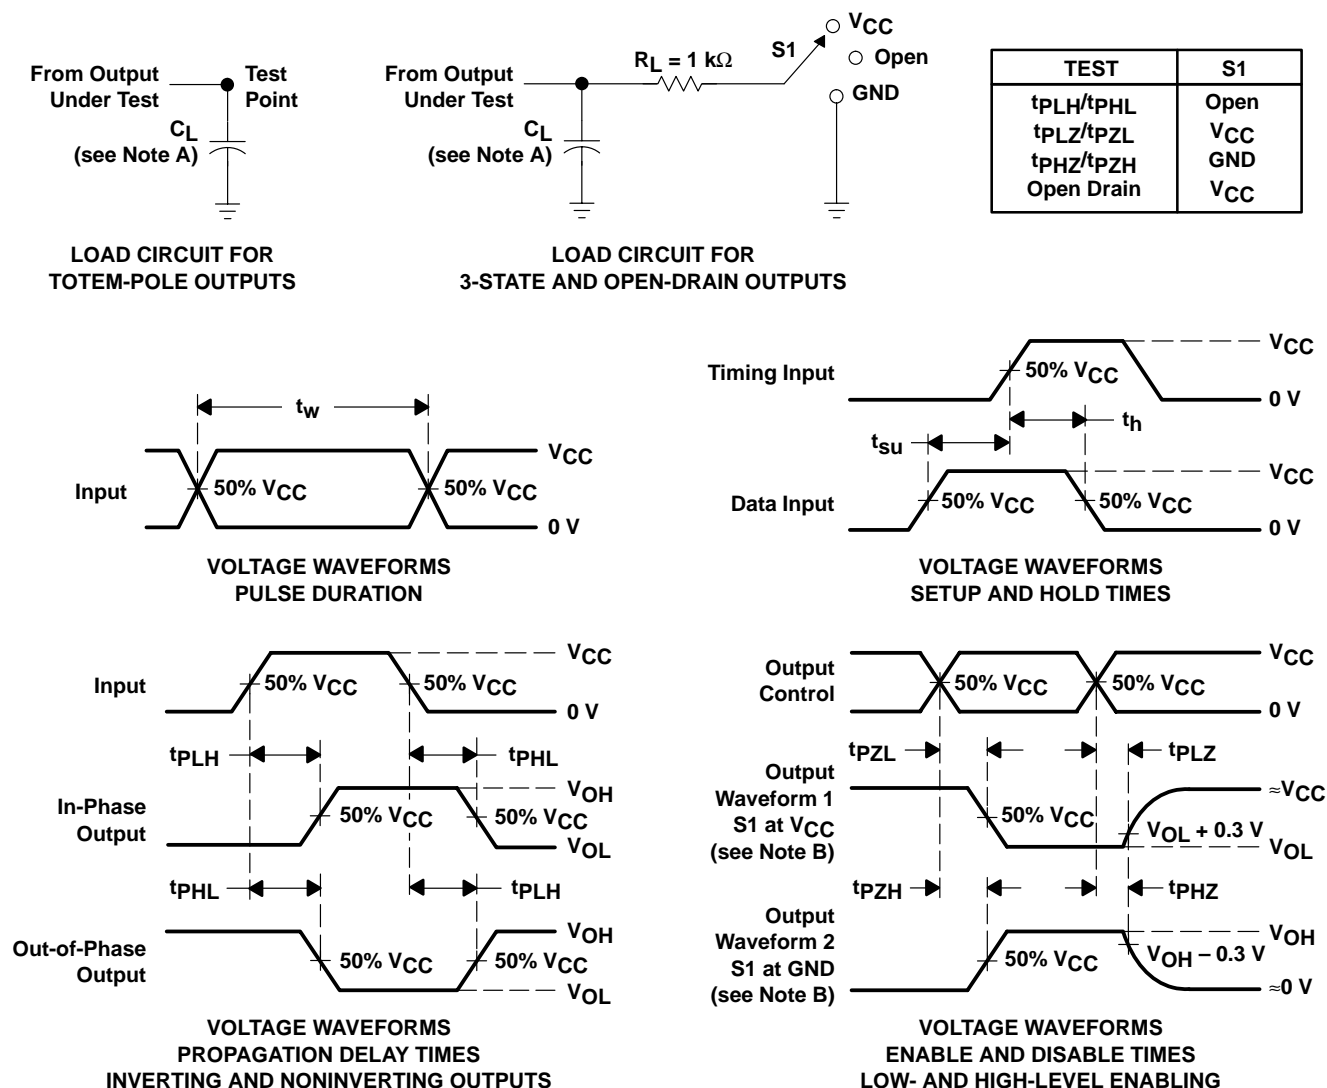 From Output
Under Test
Test
Point
CL
(see Note A)
LOAD CIRCUIT FOR
TOTEM-POLE OUTPUTS
From Output
Under Test
CL
(see Note A)
RL = 1 kΩ
S1
VCC
Open
GND
LOAD CIRCUIT FOR
3-STATE AND OPEN-DRAIN OUTPUTS
TEST S1
tPLH/tPHL Open
tPLZ/tPZL VCC
tPHZ/tPZH GND
Open Drain VCC
tw
Input
50% VCC
50% VCC
VCC
0 V
VOLTAGE WAVEFORMS
PULSE DURATION
Timing Input
50% VCC
VCC
0 V
tsu
th
Data Input
50% VCC
50% VCC
VCC
0 V
VOLTAGE WAVEFORMS
SETUP AND HOLD TIMES
Input
50% VCC
50% VCC
VCC
0 V
tPLH
tPHL
In-Phase
Output
50% VCC
50% VCC
VOH
VOL
tPHL
tPLH
Out-of-Phase
Output
50% VCC
50% VCC
VOH
VOL
VOLTAGE WAVEFORMS
PROPAGATION DELAY TIMES
INVERTING AND NONINVERTING OUTPUTS
Output
Control
50% VCC
50% VCC
VCC
0 V
tPZL
tPLZ
Output
Waveform 1
S1 at VCC
(see Note B)
50% VCC
VOL + 0.3 V
≈VCC
VOL
tPZH
tPHZ
Output
Waveform 2
S1 at GND
(see Note B)
50% VCC
VOH − 0.3 V
VOH
≈0 V
VOLTAGE WAVEFORMS
ENABLE AND DISABLE TIMES
LOW- AND HIGH-LEVEL ENABLING